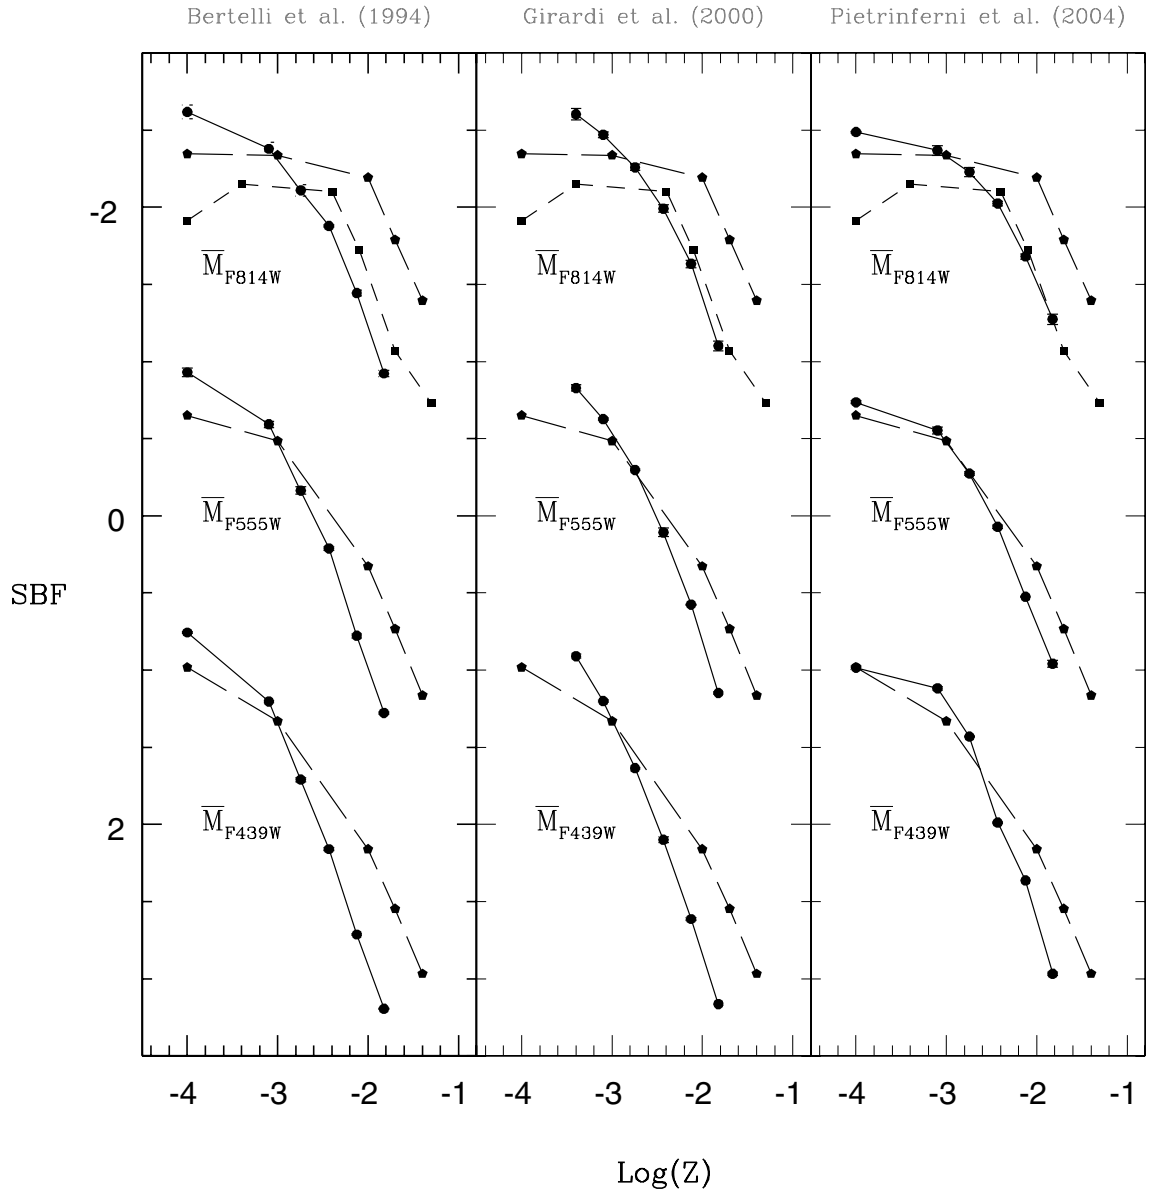 Bertelli et al. (1994) Girardi et al. (2000) Pietrinferni et al. (2004)
-2
M̅F814W M̅F814W M̅F814W
0
M̅F555W M̅F555W M̅F555W
SBF
2
M̅F439W M̅F439W M̅F439W
-4 -3 -2 -1 -4 -3 -2 -1 -4 -3 -2 -1
Log(Z)